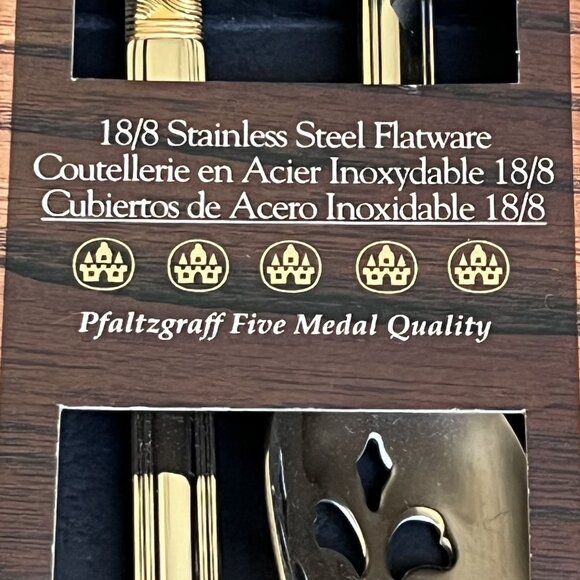 18/8 Stainless Steel Flatware
Coutellerie en Acier Inoxydable 18/8
Cubiertos de Acero Inoxidable 18/8
Pfaltzgraff Five Medal Quality